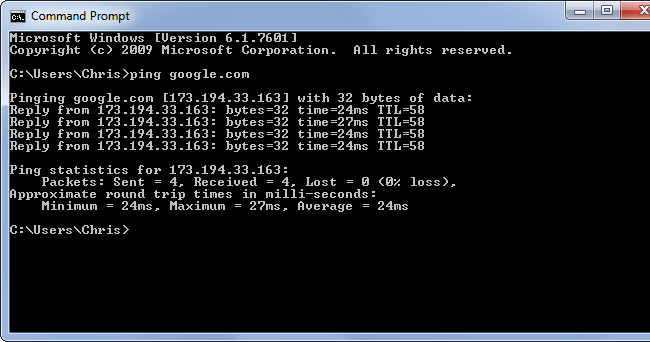 Command Prompt
Microsoft Windows [Version 6.1.7601]
Copyright (c) 2009 Microsoft Corporation.  All rights reserved.
C:\Users\Chris>ping google.com
Pinging google.com [173.194.33.163] with 32 bytes of data:
Reply from 173.194.33.163: bytes=32 time=24ms TTL=58
Reply from 173.194.33.163: bytes=32 time=27ms TTL=58
Reply from 173.194.33.163: bytes=32 time=24ms TTL=58
Reply from 173.194.33.163: bytes=32 time=24ms TTL=58
Ping statistics for 173.194.33.163:
    Packets: Sent = 4, Received = 4, Lost = 0 (0% loss),
Approximate round trip times in milli-seconds:
    Minimum = 24ms, Maximum = 27ms, Average = 24ms
C:\Users\Chris>